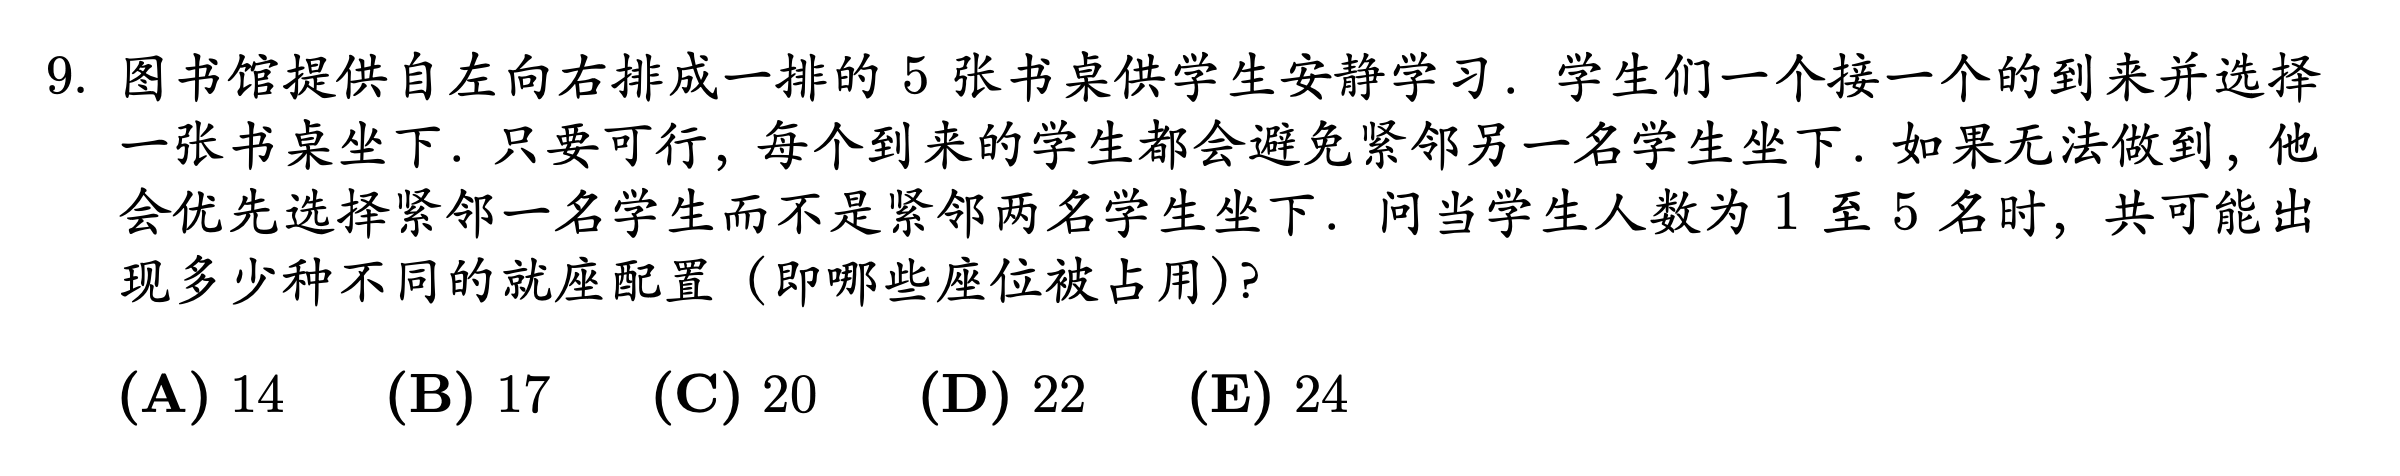 9. 图书馆提供自左向右排成一排的 5 张书桌供学生安静学习. 学生们一个接一个的到来并选择
一张书桌坐下. 只要可行, 每个到来的学生都会避免紧邻另一名学生坐下. 如果无法做到, 他
会优先选择紧邻一名学生而不是紧邻两名学生坐下. 问当学生人数为 1 至 5 名时, 共可能出
现多少种不同的就座配置 (即哪些座位被占用)?
(A) 14 (B) 17 (C) 20 (D) 22 (E) 24